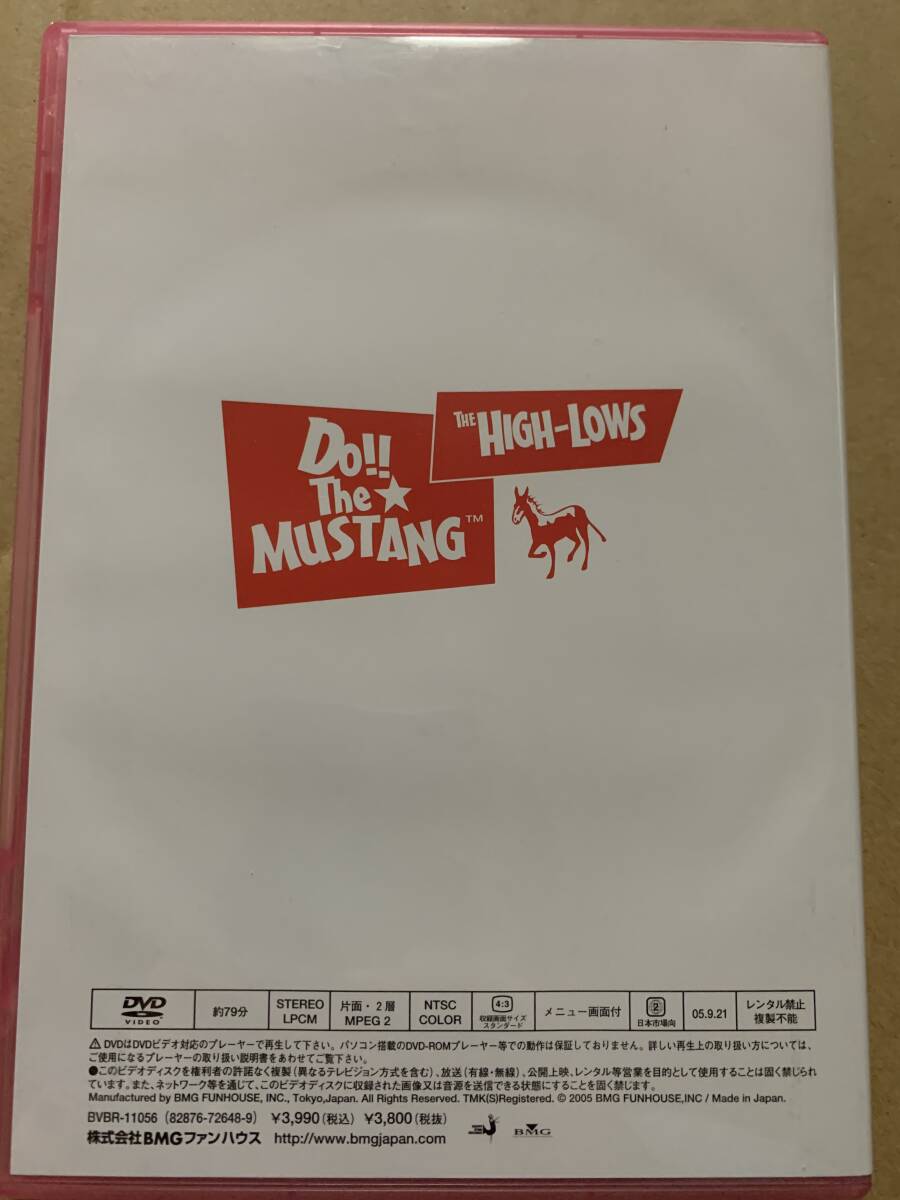 Do!!
The★
MUSTANG™
THE HIGH-LOWS
DVD
VIDEO
約79分
STEREO
LPCM
片面・2層
MPEG 2
NTSC
COLOR
4:3
収録画面サイズ
スタンダード
メニュー画面付
2
日本市場向
05.9.21
レンタル禁止
複製不能
⚠DVDはDVDビデオ対応のプレーヤーで再生して下さい。パソコン搭載のDVD-ROMプレーヤー等での動作は保証しておりません。詳しい再生上の取り扱い方については、
ご使用になるプレーヤーの取り扱い説明書をあわせてご覧下さい。
●このビデオディスクを権利者の許諾なく複製(異なるテレビジョン方式を含む)、放送(有線・無線)、公開上映、レンタル等営業を目的として使用することは固く禁じられ
ています。また、ネットワーク等を通じて、このビデオディスクに収録された画像又は音源を送信できる状態にすることを固く禁じます。
Manufactured by BMG FUNHOUSE, INC., Tokyo,Japan. All Rights Reserved. TMK(S)Registered. © 2005 BMG FUNHOUSE,INC / Made in Japan.
BVBR-11056 (82876-72648-9) ¥3,990(税込) ¥3,800(税抜)
株式会社BMGファンハウス http://www.bmgjapan.com
BMG